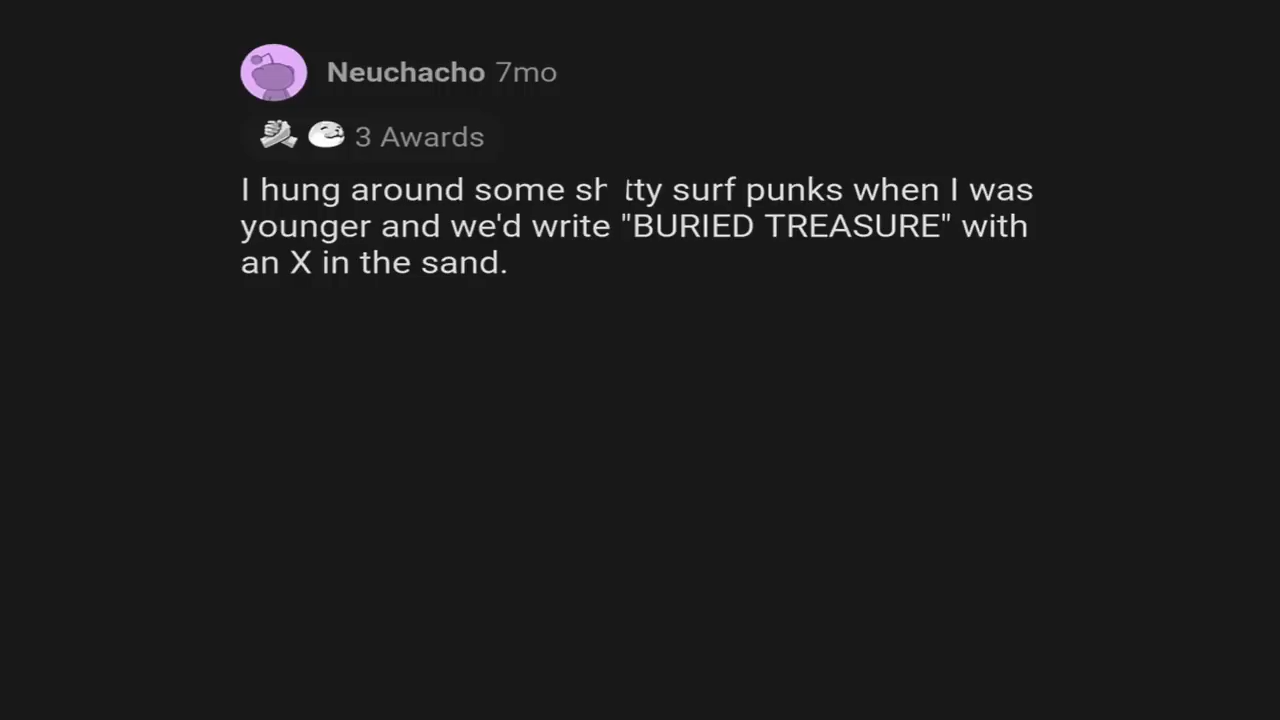 Neuchacho 7mo
3 Awards
I hung around some sh tty surf punks when I was
younger and we'd write "BURIED TREASURE" with
an X in the sand.